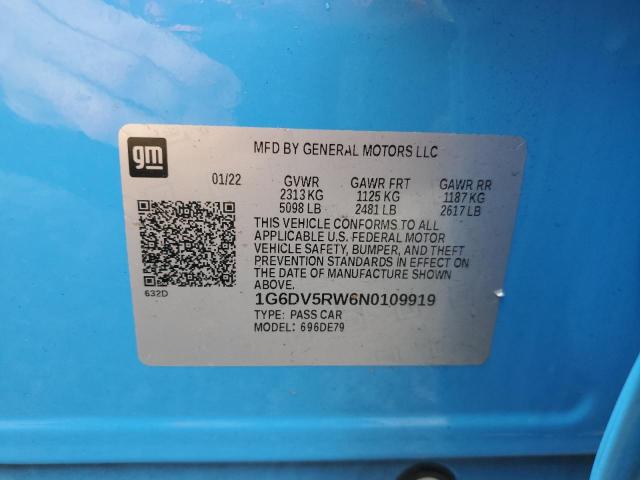 gm
MFD BY GENERAL MOTORS LLC
01/22 GVWR GAWR FRT GAWR RR
2313 KG 1125 KG 1187 KG
5098 LB 2481 LB 2617 LB
THIS VEHICLE CONFORMS TO ALL
APPLICABLE U.S. FEDERAL MOTOR
VEHICLE SAFETY, BUMPER, AND THEFT
PREVENTION STANDARDS IN EFFECT ON
THE DATE OF MANUFACTURE SHOWN
ABOVE.
632D
1G6DV5RW6N0109919
TYPE: PASS CAR
MODEL: 696DE79